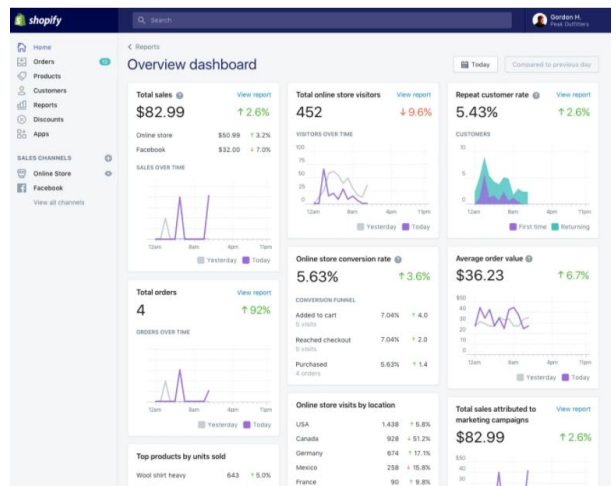 shopify
Search
Gordon H.
Peak Outfitters
Home
Orders
Products
Customers
Reports
Discounts
Apps
SALES CHANNELS
Online Store
Facebook
View all channels
Reports
Overview dashboard
Today
Compared to previous day
Total sales
View report
$82.99
↑ 2.6%
Online store $50.99 ↑ 3.2%
Facebook $32.00 ↓ 7.0%
SALES OVER TIME
12am 8am 4pm 11pm
Yesterday Today
Total orders
View report
4
↑ 92%
ORDERS OVER TIME
12am 8am 4pm 11pm
Yesterday Today
Top products by units sold
Wool shirt heavy 643 ↑ 5.0%
Total online store visitors
View report
452
↓ 9.6%
VISITORS OVER TIME
100
75
50
25
0
12am 8am 4pm 11pm
Yesterday Today
Online store conversion rate
5.63%
↑ 3.6%
CONVERSION FUNNEL
Added to cart 7.04% ↑ 4.0
5 visits
Reached checkout 7.04% ↑ 2.0
5 visits
Purchased 5.63% ↑ 1.4
4 orders
Online store visits by location
USA 1.438 ↑ 5.8%
Canada 928 ↓ 51.2%
Germany 674 ↑ 17.1%
Mexico 258 ↓ 15.8%
France 90 ↑ 9.8%
Repeat customer rate
View report
5.43%
↑ 2.6%
CUSTOMERS
10
5
0
12am 8am 4pm 11pm
First time Returning
Average order value
$36.23
↑ 6.7%
$50
40
30
20
10
0
12am 8am 4pm 11pm
Yesterday Today
Total sales attributed to
marketing campaigns
View report
$82.99
↑ 2.6%
$50
40
30